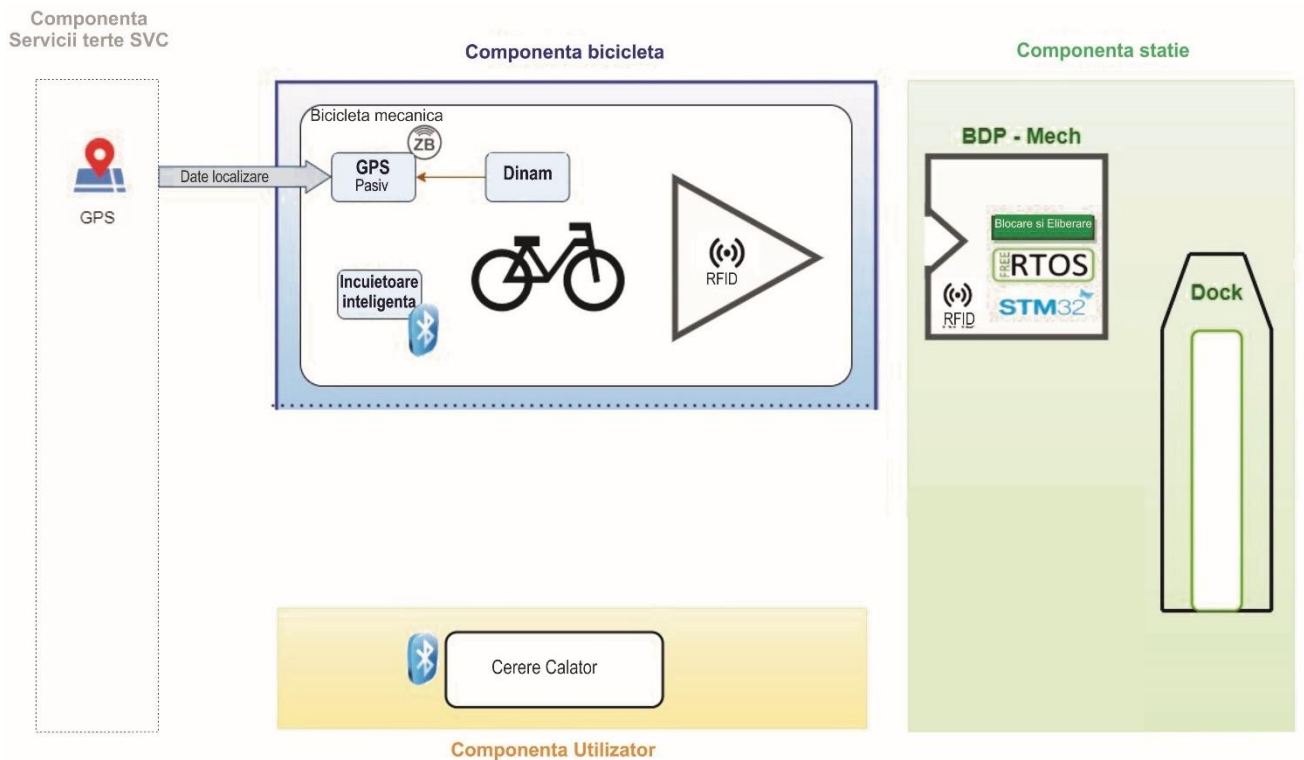 Componenta
Servicii terte SVC
Componenta bicicleta
Componenta statie
Bicicleta mecanica
ZB
GPS
Pasiv
Dinam
Date localizare
GPS
Incuietoare
inteligenta
RFID
BDP - Mech
Blocare si Eliberare
FREE
RTOS
STM32
RFID
Dock
Cerere Calator
Componenta Utilizator